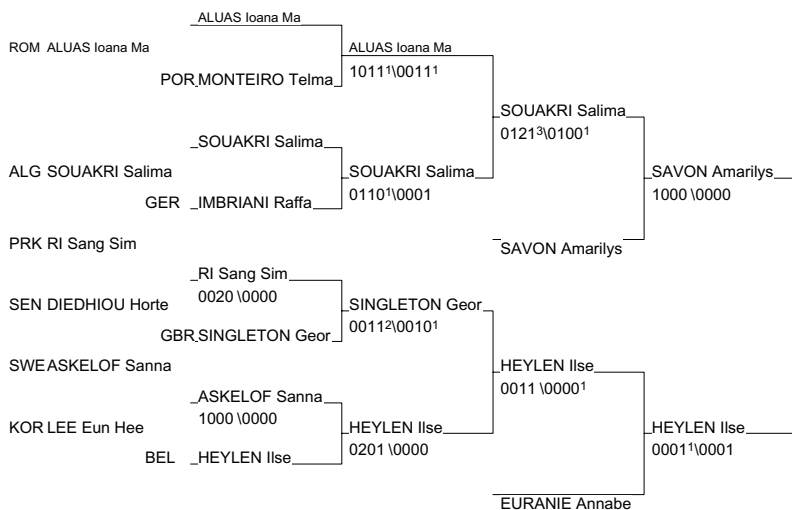 ALUAS Ioana Ma
ROM ALUAS Ioana Ma
ALUAS Ioana Ma
POR MONTEIRO Telma
1011¹\0011¹
SOUAKRI Salima
0121³\0100¹
SOUAKRI Salima
ALG SOUAKRI Salima
SOUAKRI Salima
0110¹\0001
SAVON Amarilys
1000 \0000
GER IMBRIANI Raffa
PRK RI Sang Sim
SAVON Amarilys
RI Sang Sim
0020 \0000
SEN DIEDHIOU Horte
SINGLETON Geor
0011²\0010¹
GBR SINGLETON Geor
SWE ASKELOF Sanna
HEYLEN Ilse
0011 \0000¹
ASKELOF Sanna
1000 \0000
KOR LEE Eun Hee
HEYLEN Ilse
0201 \0000
HEYLEN Ilse
0001¹\0001
BEL HEYLEN Ilse
EURANIE Annabe